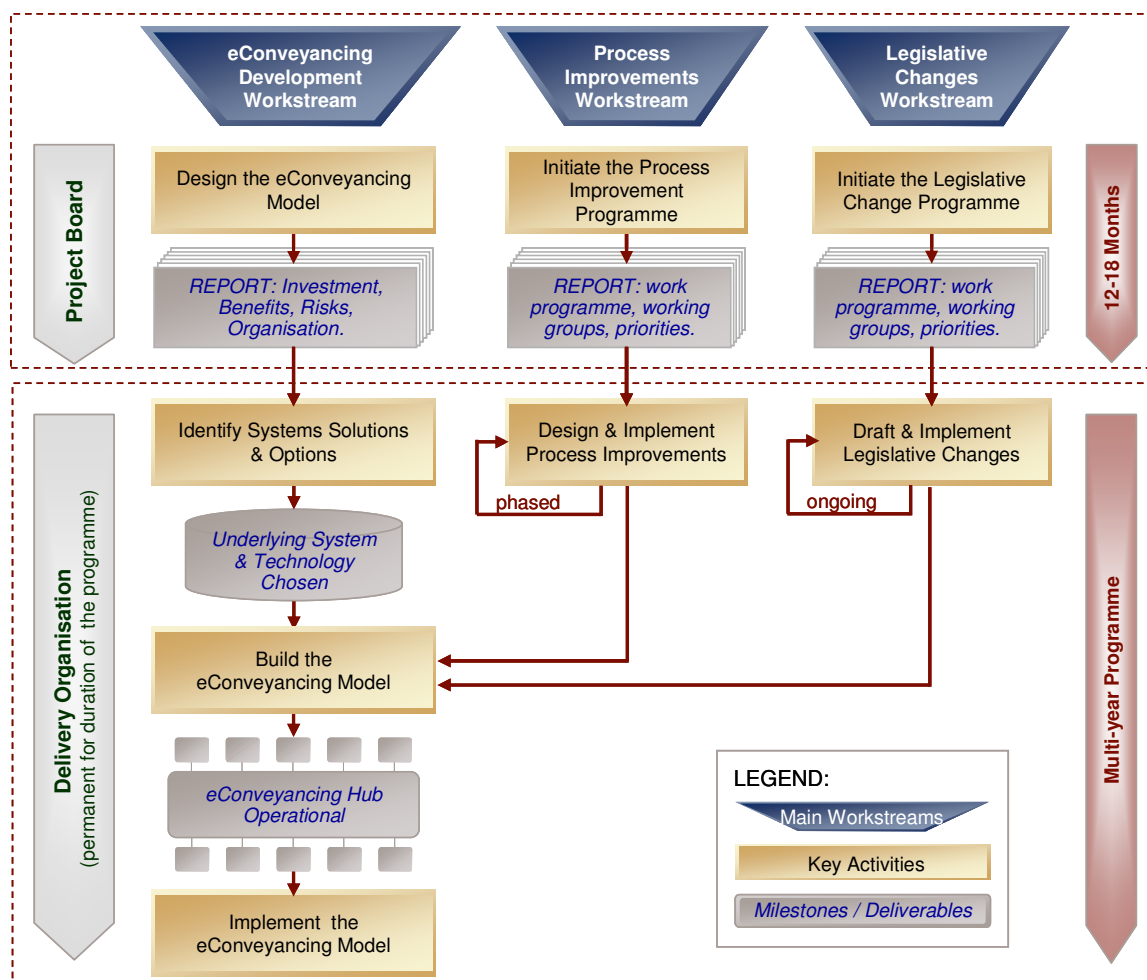 eConveyancing
Development
Workstream
Process
Improvements
Workstream
Legislative
Changes
Workstream
Project Board
12-18 Months
Design the eConveyancing
Model
Initiate the Process
Improvement
Programme
Initiate the Legislative
Change Programme
REPORT: Investment,
Benefits, Risks,
Organisation.
REPORT: work
programme, working
groups, priorities.
REPORT: work
programme, working
groups, priorities.
Delivery Organisation
(permanent for duration of the programme)
Multi-year Programme
Identify Systems Solutions
& Options
Design & Implement
Process Improvements
Draft & Implement
Legislative Changes
phased
ongoing
Underlying System
& Technology
Chosen
Build the
eConveyancing Model
eConveyancing Hub
Operational
Implement the
eConveyancing Model
LEGEND:
Main Workstreams
Key Activities
Milestones / Deliverables